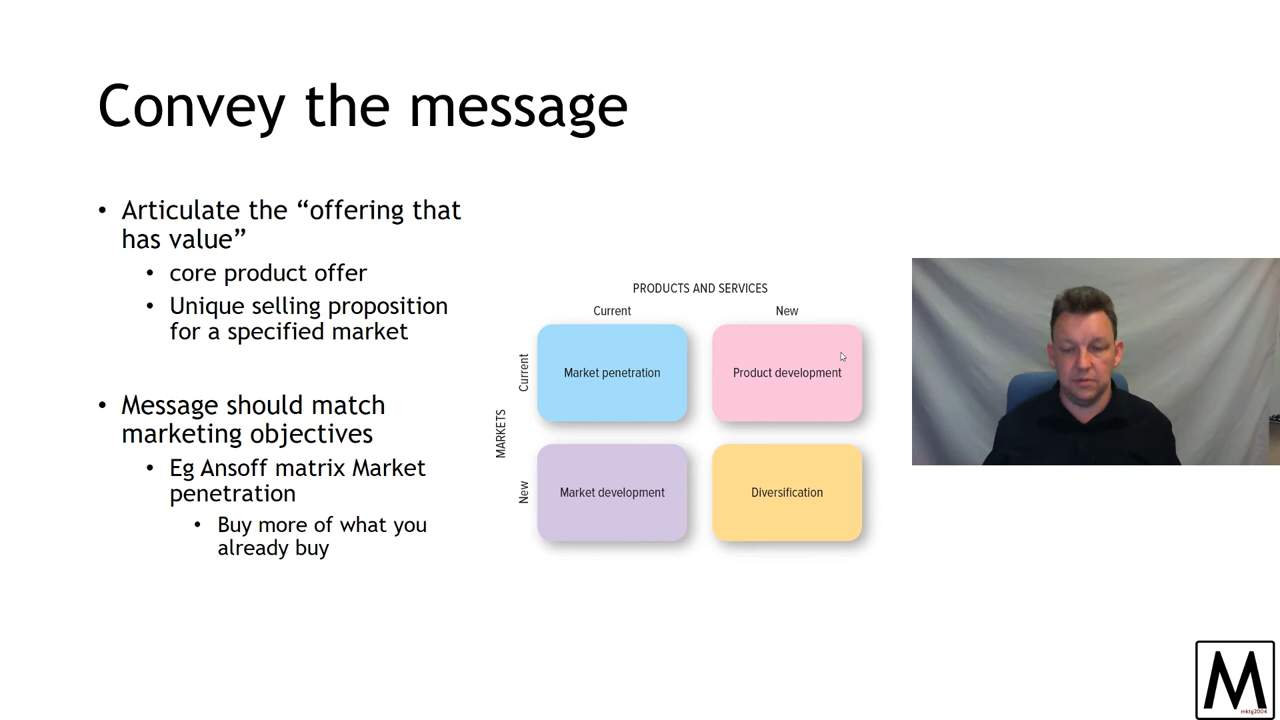 Convey the message
• Articulate the “offering that
has value”
• core product offer
• Unique selling proposition
for a specified market
• Message should match
marketing objectives
• Eg Ansoff matrix Market
penetration
• Buy more of what you
already buy
PRODUCTS AND SERVICES
Current
New
MARKETS
Current
Market penetration
Product development
New
Market development
Diversification
M
mktg2004